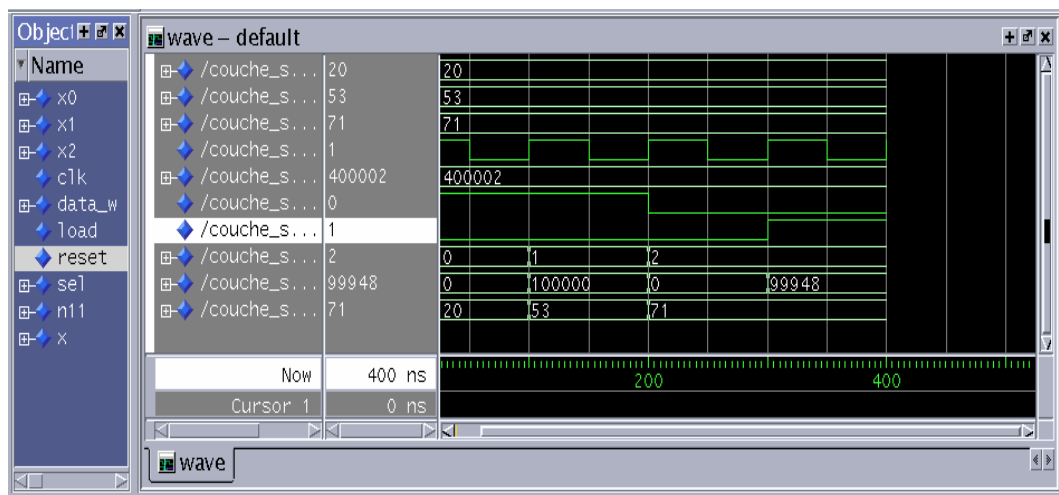 Object
Name
x0
x1
x2
clk
data_w
load
reset
sel
n11
x
wave – default
/couche_s... 20 20
/couche_s... 53 53
/couche_s... 71 71
/couche_s... 1
/couche_s... 400002 400002
/couche_s... 0
/couche_s... 1
/couche_s... 2 0 1 2
/couche_s... 99948 0 100000 0 99948
/couche_s... 71 20 53 71
Now 400 ns 200 400
Cursor 1 0 ns
wave